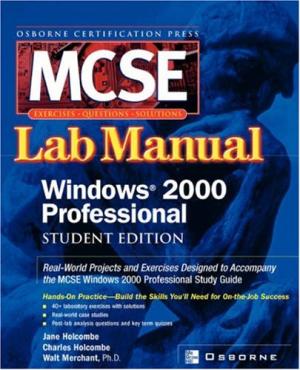 OSBORNE CERTIFICATION PRESS
MCSE
EXERCISES • QUESTIONS • SOLUTIONS
Lab Manual
Windows® 2000
Professional
STUDENT EDITION
Real-World Projects and Exercises Designed to Accompany
the MCSE Windows 2000 Professional Study Guide
Hands-On Practice—Build the Skills You'll Need for On-the-Job Success
40+ laboratory exercises with solutions
Real-world case studies
Post-lab analysis questions and key term quizzes
Jane Holcombe
Charles Holcombe
Walt Merchant, Ph.D.
OSBORNE